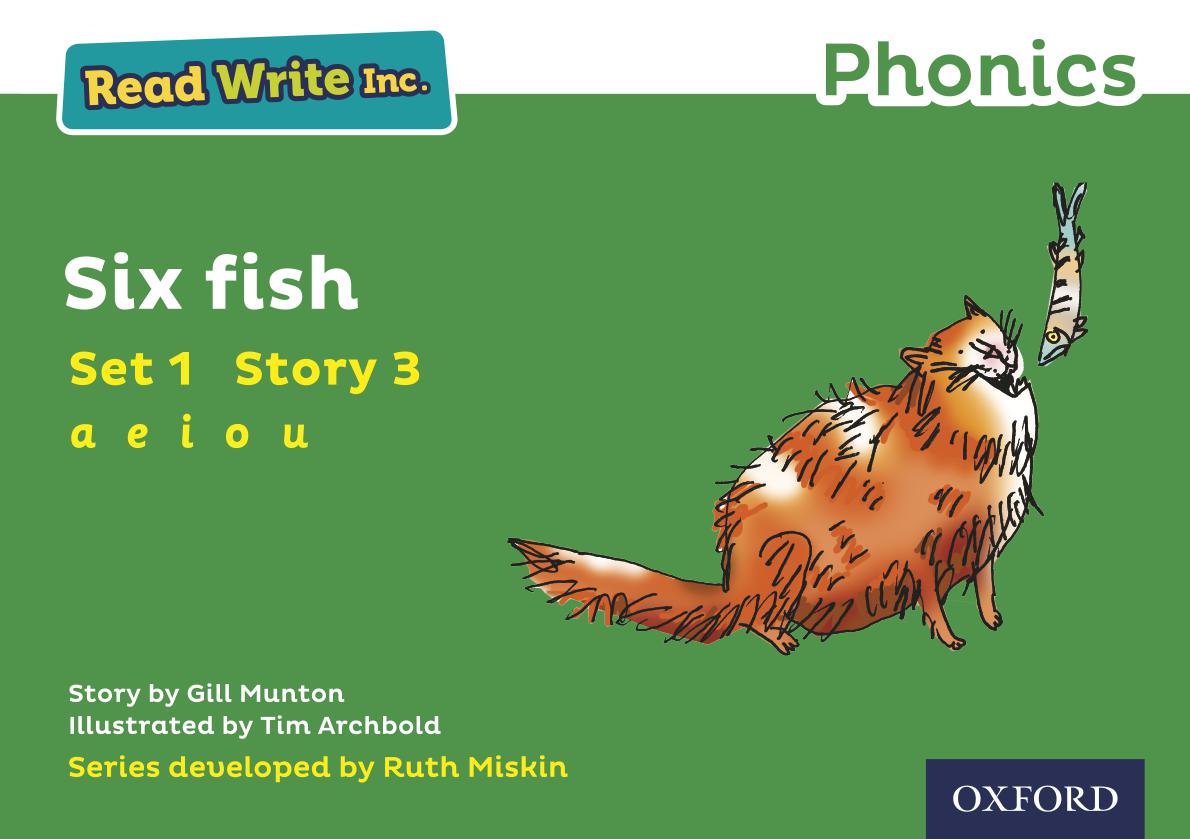 Read Write Inc.
Phonics
Six fish
Set 1 Story 3
a e i o u
Story by Gill Munton
Illustrated by Tim Archbold
Series developed by Ruth Miskin
OXFORD